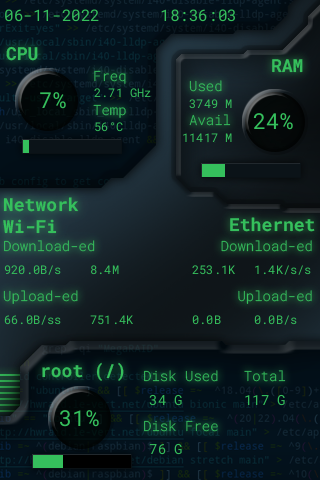 06-11-2022 18:36:03
CPU
7%
Freq
2.71 GHz
Temp
56°C
RAM
Used
3749 M
Avail
11417 M
24%
Network
Wi-Fi
Download-ed
920.0B/s 8.4M
Upload-ed
66.0B/ss 751.4K
Ethernet
Download-ed
253.1K 1.4K/s/s
Upload-ed
0.0B 0.0B/s
root (/)
31%
Disk Used
34 G
Total
117 G
Disk Free
76 G